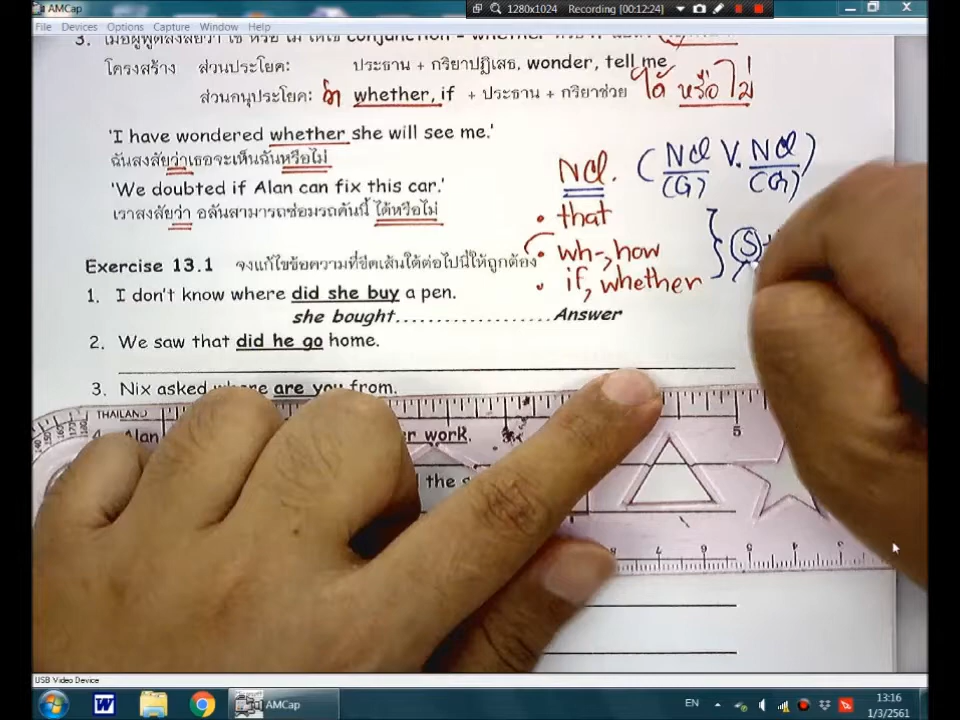 AMCap
1280x1024 Recording [00:12:24]
File Devices Options Capture Window Help
โครงสร้าง ส่วนประโยค: ประธาน + กริยาปฏิเสธ, wonder, tell me
ส่วนอนุประโยค: ว่า whether, if + ประธาน + กริยาช่วย ได้ หรือไม่
'I have wondered whether she will see me.'
ฉันสงสัยว่าเธอจะเห็นฉันหรือไม่
'We doubted if Alan can fix this car.'
เราสงสัยว่า อลันสามารถซ่อมรถคันนี้ ได้หรือไม่
NCl. (NCl V. NCl)
(G) (G)
• that
• wh-, how
• if, whether
S
Exercise 13.1 จงแก้ไขข้อความที่ขีดเส้นใต้ต่อไปนี้ให้ถูกต้อง
1. I don't know where did she buy a pen.
she bought..................Answer
2. We saw that did he go home.
3. Nix asked where are you from.
THAILAND
4. Alan work.
the
5
USB Video Device
AMCap
EN
13:16
1/3/2561